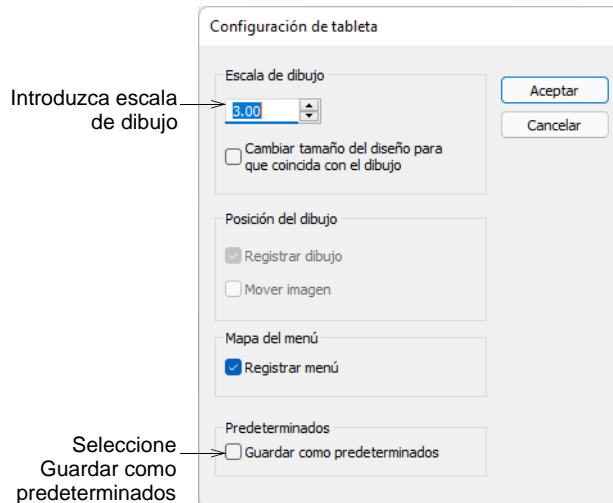 Configuración de tableta
Introduzca escala
de dibujo
Escala de dibujo
3.00
Cambiar tamaño del diseño para
que coincida con el dibujo
Aceptar
Cancelar
Posición del dibujo
Registrar dibujo
Mover imagen
Mapa del menú
Registrar menú
Predeterminados
Seleccione
Guardar como
predeterminados
Guardar como predeterminados